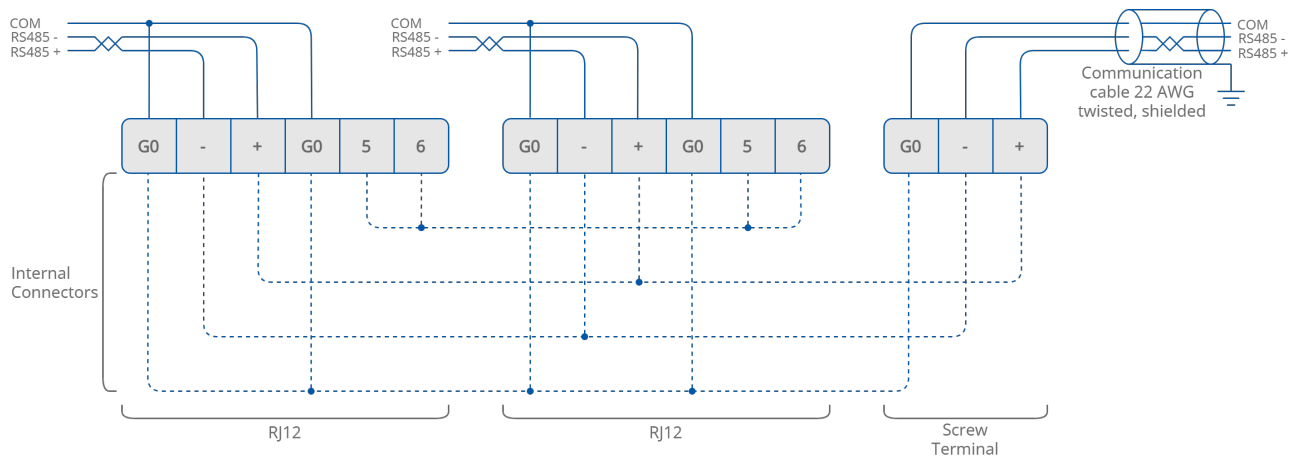 COM
RS485 -
RS485 +
COM
RS485 -
RS485 +
COM
RS485 -
RS485 +
Communication
cable 22 AWG
twisted, shielded
G0 - + G0 5 6
G0 - + G0 5 6
G0 - +
Internal
Connectors
RJ12
RJ12
Screw
Terminal